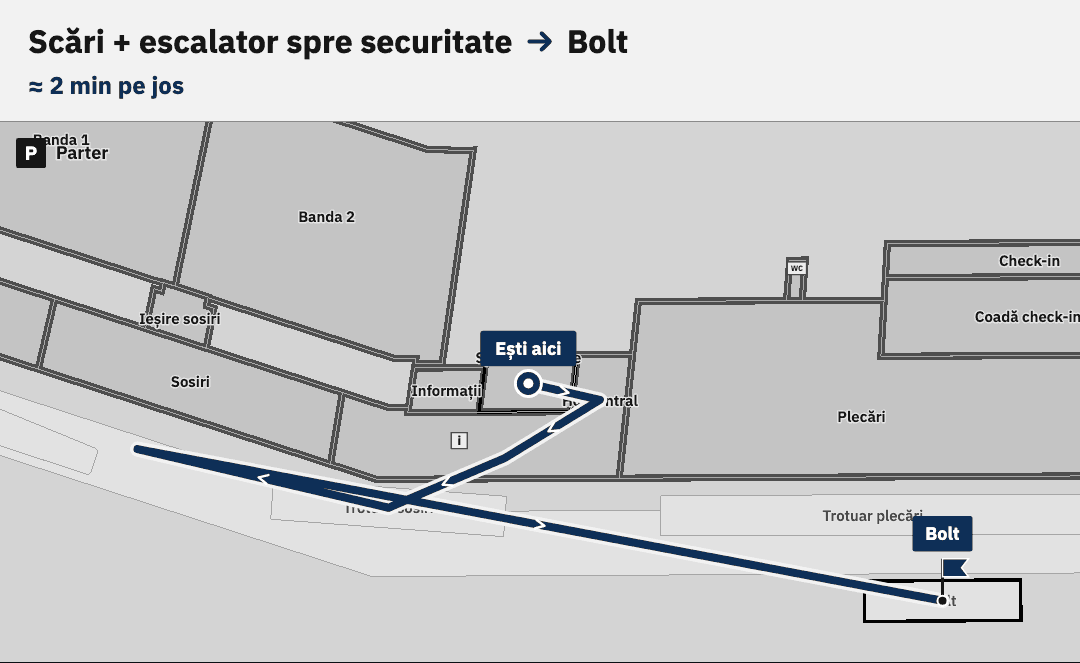 Scări + escalator spre securitate → Bolt
≈ 2 min pe jos
Banda 1
P Parter
Banda 2
WC
Check-in
Coadă check-in
Ieșire sosiri
Ești aici
Sosiri
Informații
Plecări
i
Trotuar plecări
Bolt